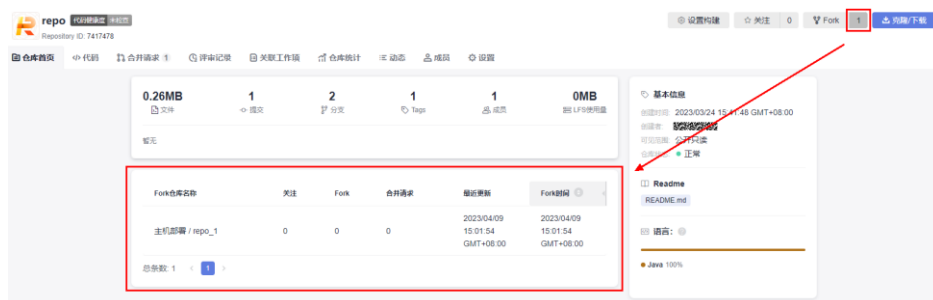 repo 代码健康度 未检查
Repository ID: 7417478
设置构建 关注 0 Fork 1 克隆/下载
仓库首页 代码 合并请求 1 评审记录 关联工作项 仓库统计 动态 成员 设置
0.26MB 1 2 1 1 0MB
文件 提交 分支 Tags 成员 LFS使用量
暂无
Fork仓库名称 关注 Fork 合并请求 最近更新 Fork时间
主机部署 / repo_1 0 0 0 2023/04/09 15:01:54 GMT+08:00 2023/04/09 15:01:54 GMT+08:00
总条数: 1 < 1 >
基本信息
创建时间: 2023/03/24 15:41:48 GMT+08:00
创建者:
可见范围: 公开只读
正常
Readme
README.md
语言:
Java 100%